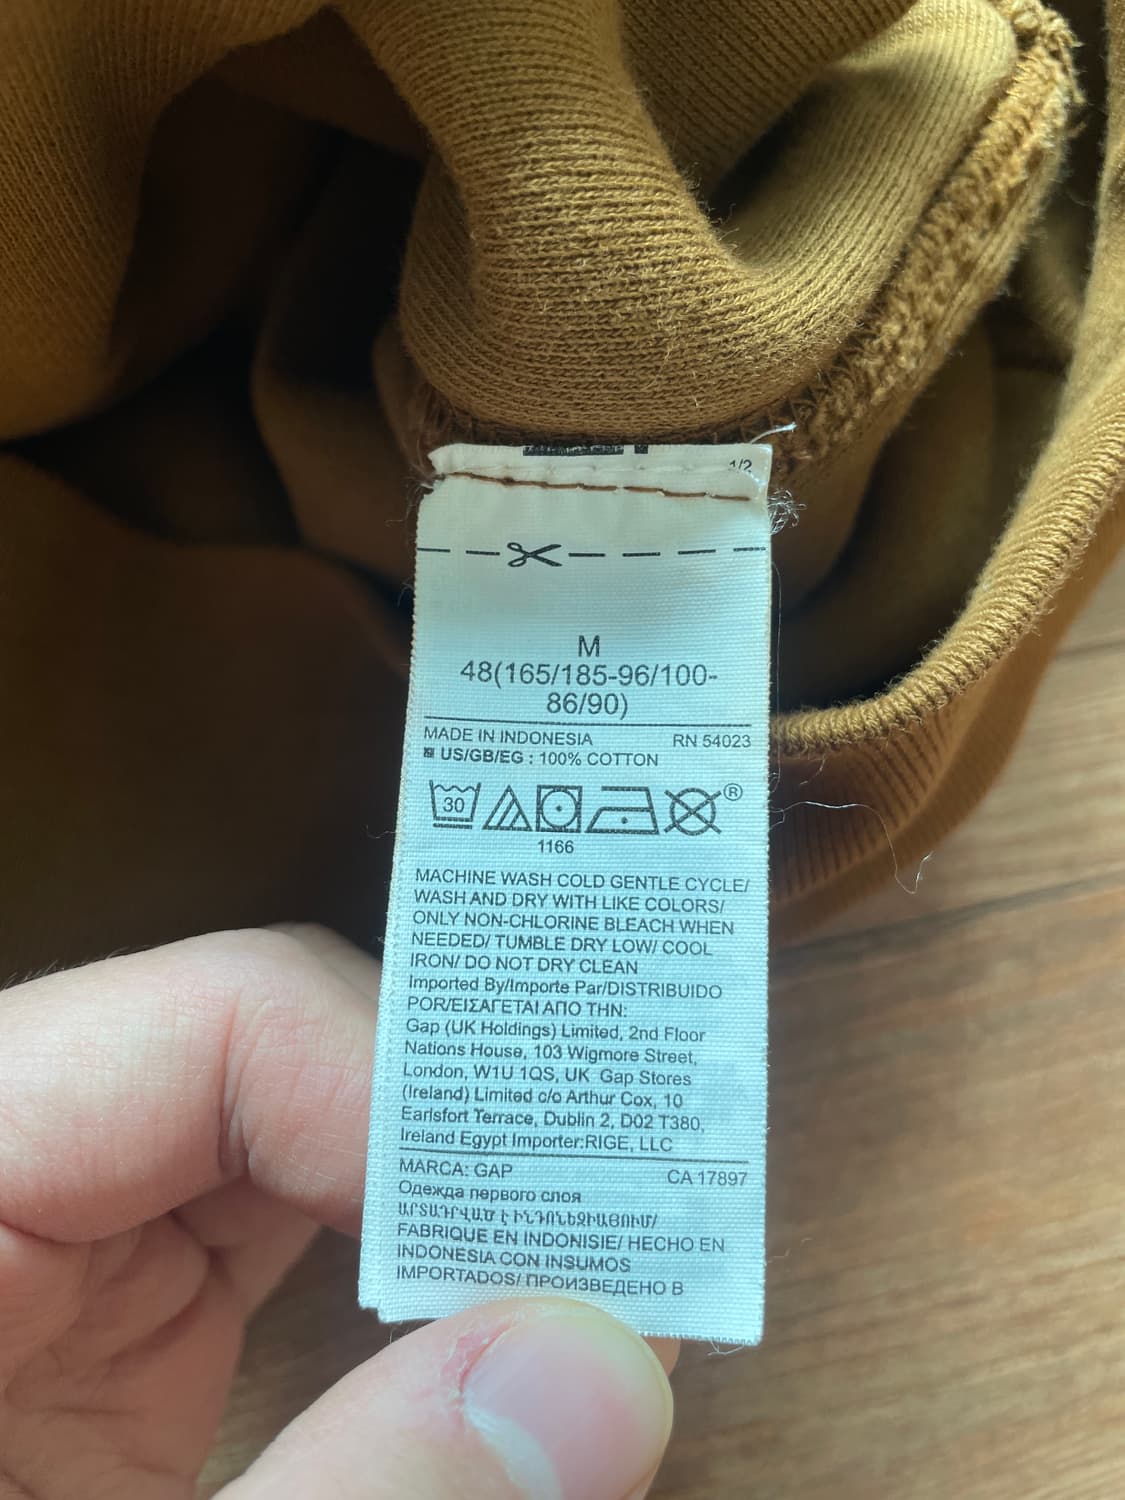 1/2
M
48(165/185-96/100-
86/90)
MADE IN INDONESIA RN 54023
US/GB/EG : 100% COTTON
30
®
1166
MACHINE WASH COLD GENTLE CYCLE/
WASH AND DRY WITH LIKE COLORS/
ONLY NON-CHLORINE BLEACH WHEN
NEEDED/ TUMBLE DRY LOW/ COOL
IRON/ DO NOT DRY CLEAN
Imported By/Importe Par/DISTRIBUIDO
POR/ΕΙΣΑΓΕΤΑΙ ΑΠΟ ΤΗΝ:
Gap (UK Holdings) Limited, 2nd Floor
Nations House, 103 Wigmore Street,
London, W1U 1QS, UK Gap Stores
(Ireland) Limited c/o Arthur Cox, 10
Earlsfort Terrace, Dublin 2, D02 T380,
Ireland Egypt Importer:RIGE, LLC
MARCA: GAP CA 17897
Одежда первого слоя
ԱՐՏԱԴՐՎԱԾ Է ԻՆԴՈՆԵԶԻԱՅՈՒՄ/
FABRIQUE EN INDONISIE/ HECHO EN
INDONESIA CON INSUMOS
IMPORTADOS/ ПРОИЗВЕДЕНО В